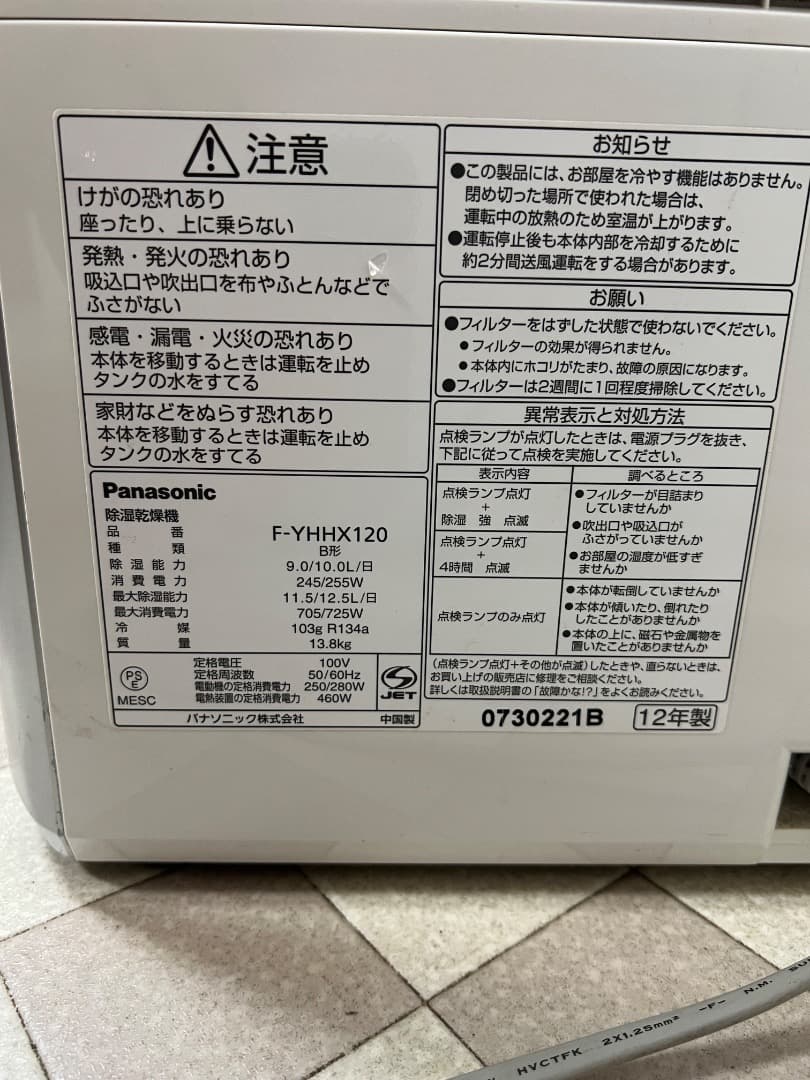 注意
けがの恐れあり
座ったり、上に乗らない
発熱・発火の恐れあり
吸込口や吹出口を布やふとんなどで
ふさがない
感電・漏電・火災の恐れあり
本体を移動するときは運転を止め
タンクの水をすてる
家財などをぬらす恐れあり
本体を移動するときは運転を止め
タンクの水をすてる
Panasonic
除湿乾燥機
品番 F-YHHX120
種類 B形
除湿能力 9.0/10.0L/日
消費電力 245/255W
最大除湿能力 11.5/12.5L/日
最大消費電力 705/725W
冷媒 103g R134a
質量 13.8kg
PSE
MESC
定格電圧 100V
定格周波数 50/60Hz
電動機の定格消費電力 250/280W
電熱装置の定格消費電力 460W
JET
パナソニック株式会社 中国製
お知らせ
●この製品には、お部屋を冷やす機能はありません。
閉め切った場所で使われた場合は、
運転中の放熱のため室温が上がります。
●運転停止後も本体内部を冷却するために
約2分間送風運転をする場合があります。
お願い
●フィルターをはずした状態で使わないでください。
●フィルターの効果が得られません。
●本体内にホコリがたまり、故障の原因になります。
●フィルターは2週間に1回程度掃除してください。
異常表示と対処方法
点検ランプが点灯したときは、電源プラグを抜き、
下記に従って点検を実施してください。
表示内容 調べるところ
点検ランプ点灯
+
除湿 強 点滅
点検ランプ点灯
+
4時間 点滅
●フィルターが目詰まり
していませんか
●吹出口や吸込口が
ふさがっていませんか
●お部屋の湿度が低すぎ
ませんか
点検ランプのみ点灯
●本体が転倒していませんか
●本体が傾いたり、倒れたり
したことがありませんか
●本体の上に、磁石や金属物を
置いたことがありませんか
(点検ランプ点灯+その他が点滅)したときや、直らないときは、
お買い上げの販売店に修理をご相談ください。
詳しくは取扱説明書の「故障かな!?」をよくお読みください。
0730221B 12年製
HVCTFK 2X1.25mm² -F- N.M.